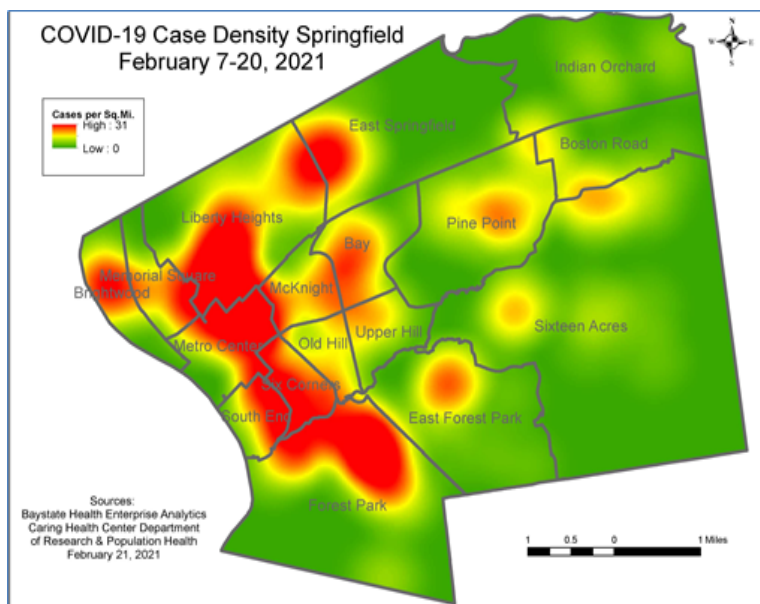 COVID-19 Case Density Springfield
February 7-20, 2021
N
W E
S
Cases per Sq.Mi.
High : 31
Low : 0
Indian Orchard
East Springfield
Boston Road
Liberty Heights
Pine Point
Bay
Memorial Square
Brightwood
McKnight
Upper Hill
Sixteen Acres
Metro Center
Old Hill
Six Corners
South End
East Forest Park
Forest Park
Sources:
Baystate Health Enterprise Analytics
Caring Health Center Department
of Research & Population Health
February 21, 2021
1 0.5 0 1 Miles